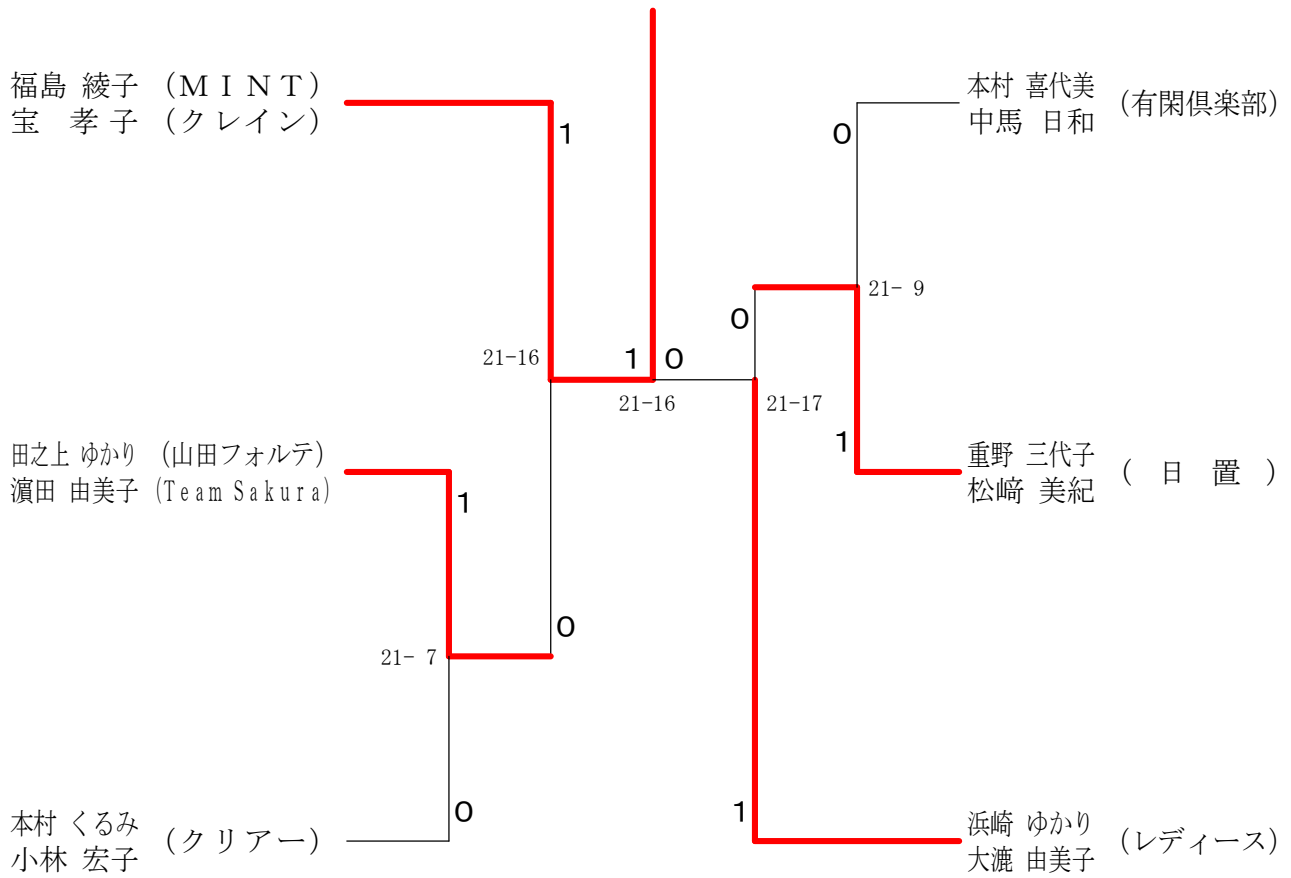 福島 綾子 (ＭＩＮＴ)
宝 孝子 (クレイン)
1
21-16
田之上 ゆかり (山田フォルテ)
濵田 由美子 (Team Sakura)
1
21- 7
0
0
本村 くるみ
小林 宏子
(クリアー)
1 0
21-16
本村 喜代美
中馬 日和
(有閑倶楽部)
0
21- 9
0
21-17
1
重野 三代子
松﨑 美紀
( 日 置 )
1
浜崎 ゆかり
大漉 由美子
(レディース)